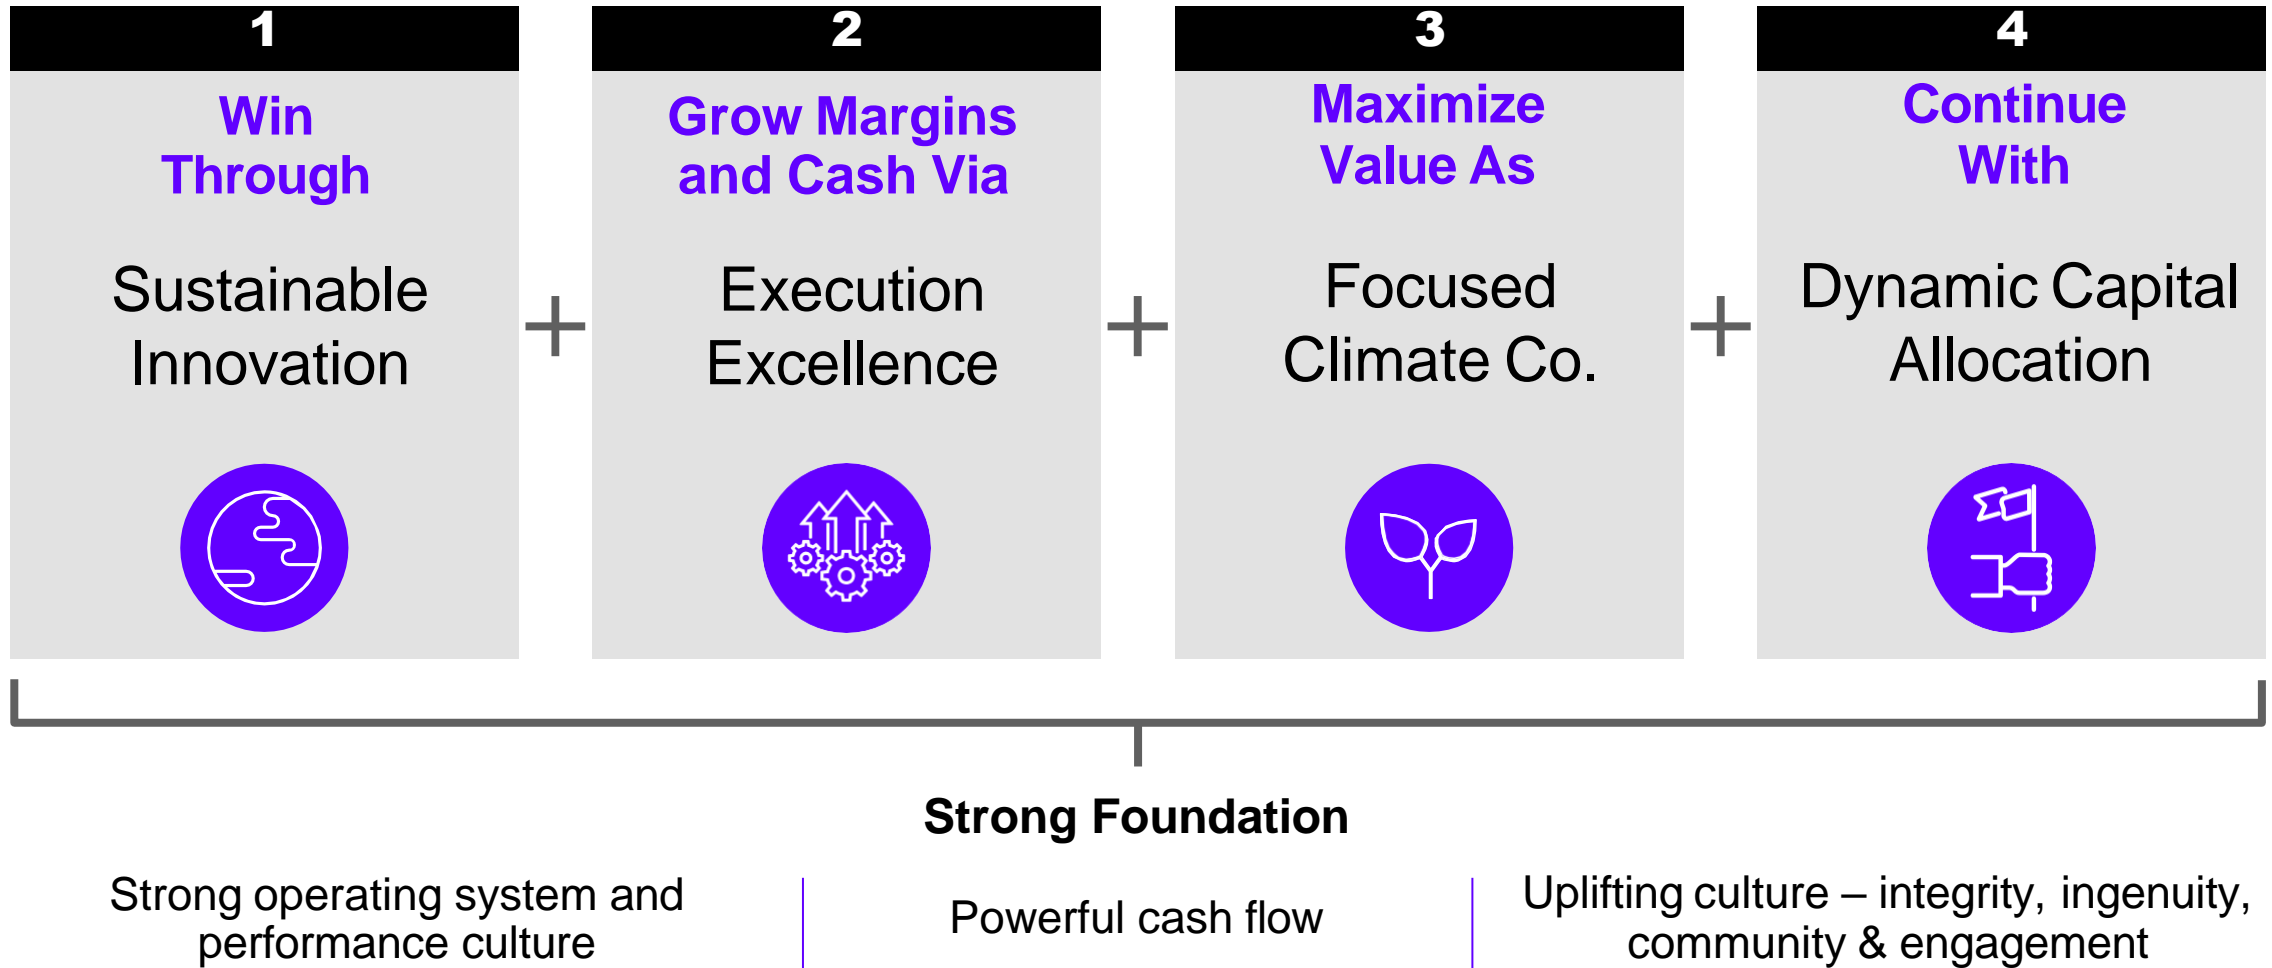 1
Win
Through
Sustainable
Innovation
2
Grow Margins
and Cash Via
Execution
Excellence
3
Maximize
Value As
Focused
Climate Co.
4
Continue
With
Dynamic Capital
Allocation
Strong Foundation
Strong operating system and
performance culture
Powerful cash flow
Uplifting culture – integrity, ingenuity,
community & engagement